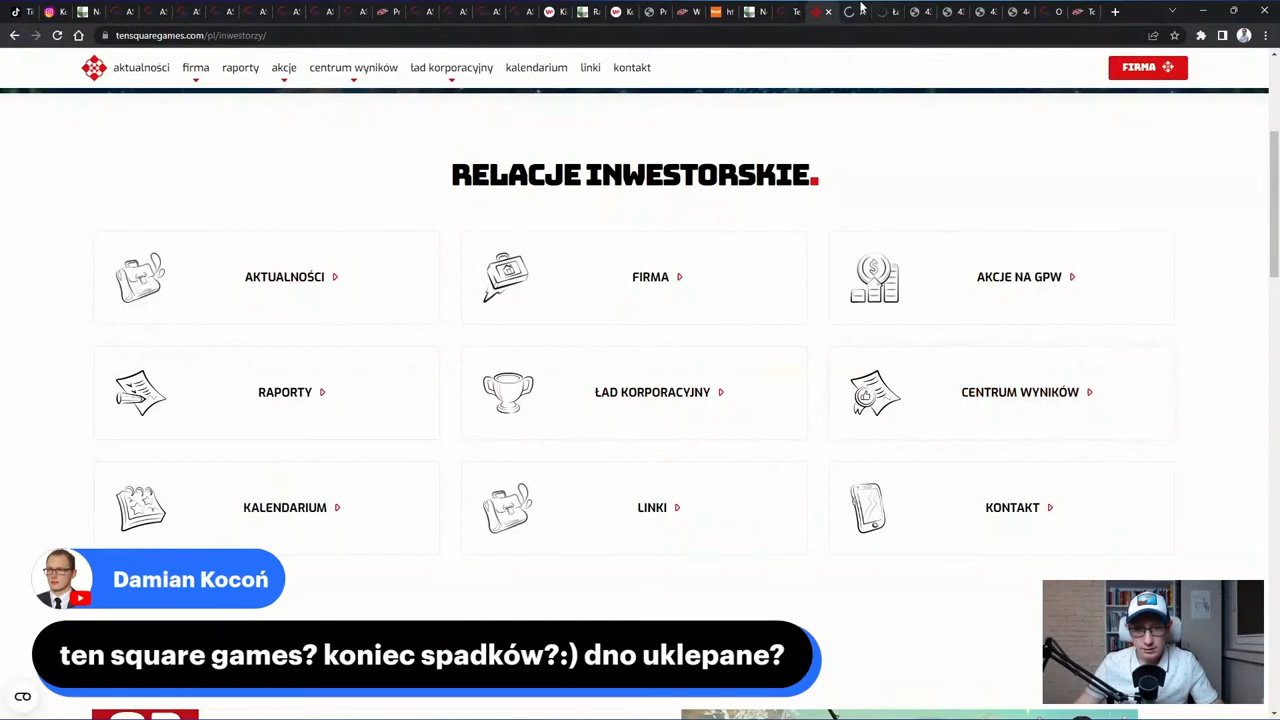 tensquaregames.com/pl/inwestorzy/
aktualności firma raporty akcje centrum wyników ład korporacyjny kalendarium linki kontakt
FIRMA
RELACJE INWESTORSKIE.
AKTUALNOŚCI
FIRMA
AKCJE NA GPW
RAPORTY
ŁAD KORPORACYJNY
CENTRUM WYNIKÓW
KALENDARIUM
LINKI
KONTAKT
Damian Kocoń
ten square games? koniec spadków?:) dno uklepane?